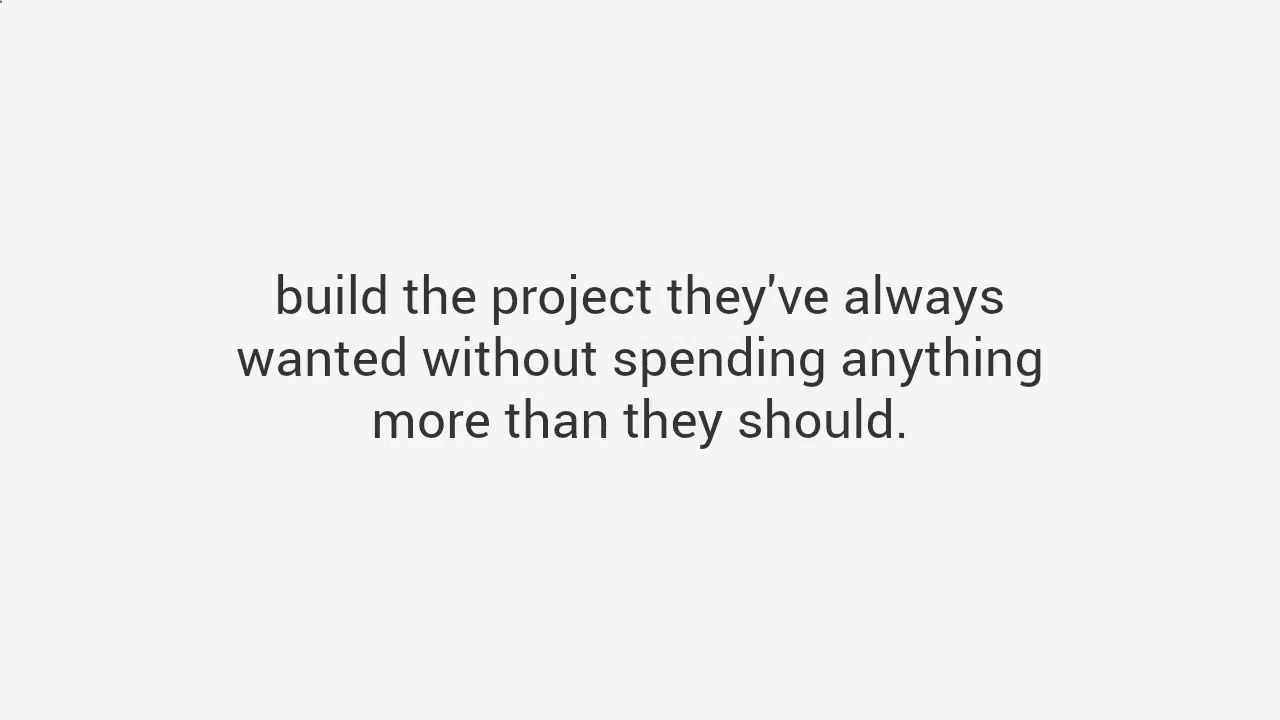 build the project they've always
wanted without spending anything
more than they should.